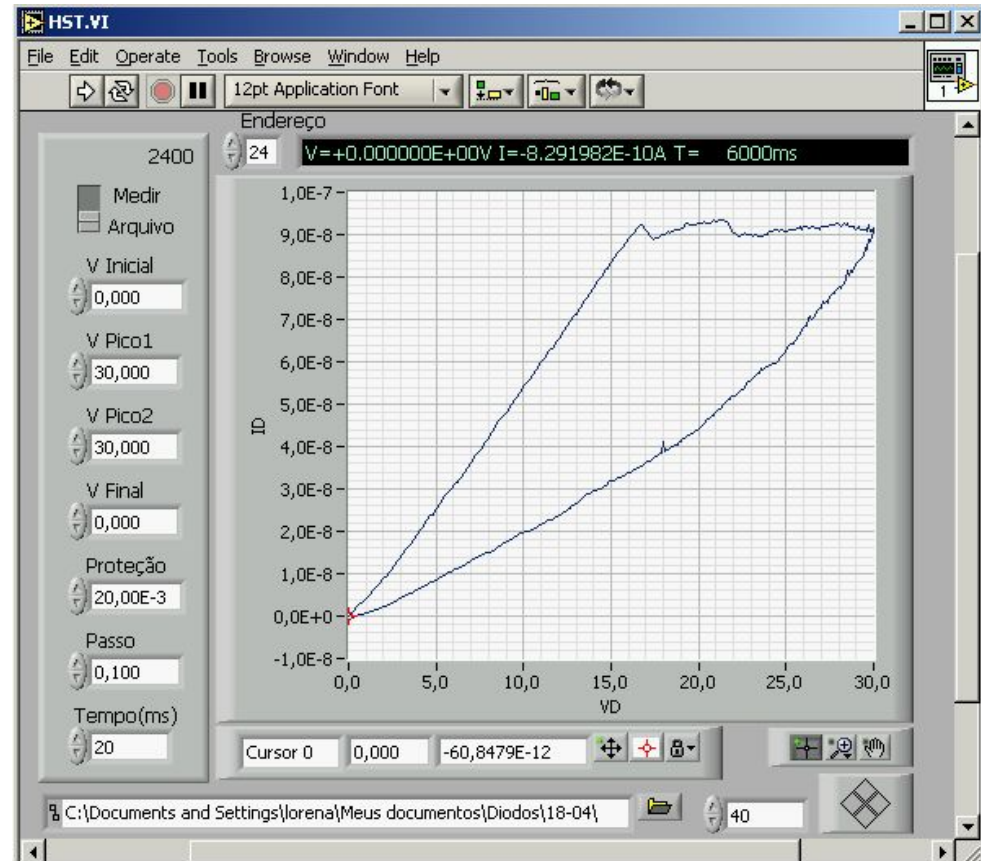 HST.VI
File Edit Operate Tools Browse Window Help
12pt Application Font
1
Endereço
24 V=+0.000000E+00V I=-8.291982E-10A T= 6000ms
2400
Medir
Arquivo
V Inicial
0,000
V Pico1
30,000
V Pico2
30,000
V Final
0,000
Proteção
20,00E-3
Passo
0,100
Tempo(ms)
20
ID
1,0E-7
9,0E-8
8,0E-8
7,0E-8
6,0E-8
5,0E-8
4,0E-8
3,0E-8
2,0E-8
1,0E-8
0,0E+0
-1,0E-8
0,0 5,0 10,0 15,0 20,0 25,0 30,0
VD
Cursor 0 0,000 -60,8479E-12
C:\Documents and Settings\lorena\Meus documentos\Diodos\18-04\ 40